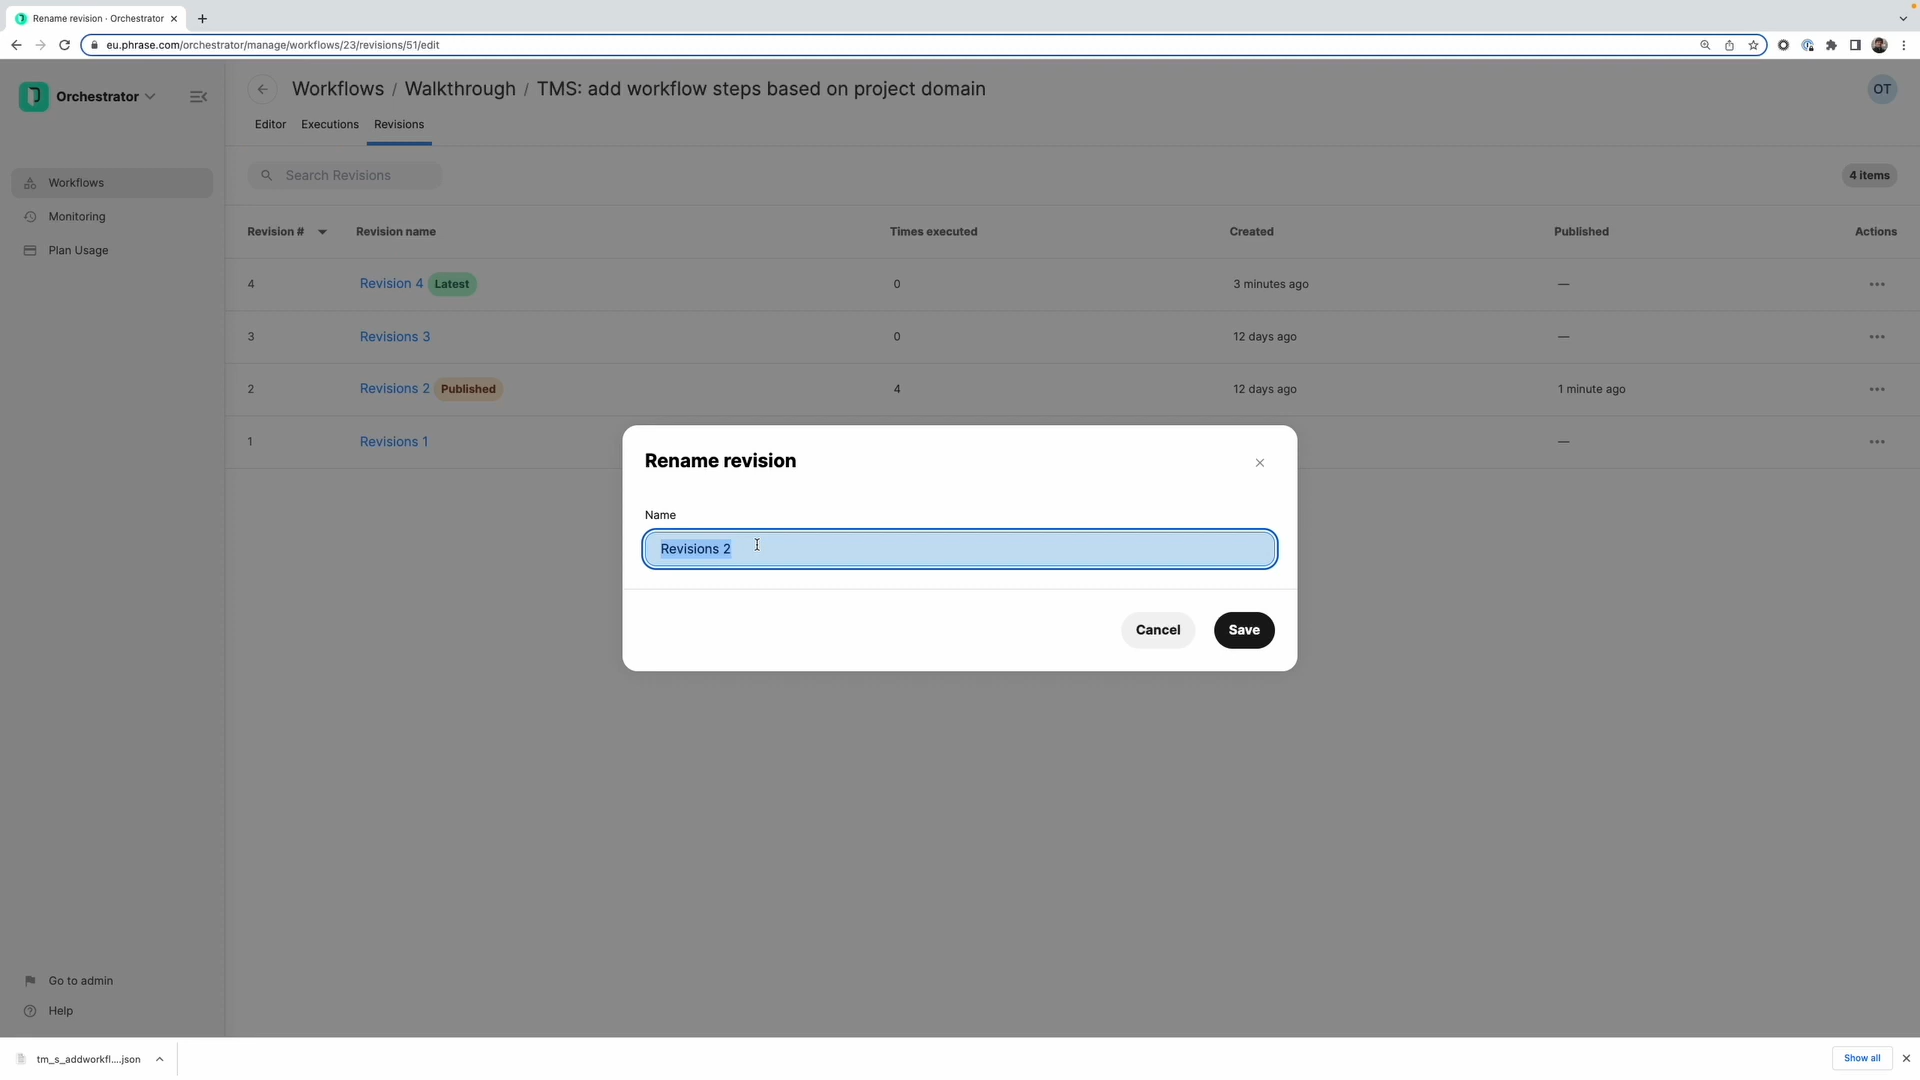 Rename revision · Orchestrator
eu.phrase.com/orchestrator/manage/workflows/23/revisions/51/edit
Orchestrator
Workflows / Walkthrough / TMS: add workflow steps based on project domain
OT
Editor Executions Revisions
Search Revisions
4 items
Workflows
Monitoring
Plan Usage
Revision # Revision name Times executed Created Published Actions
4 Revision 4 Latest 0 3 minutes ago —
3 Revisions 3 0 12 days ago —
2 Revisions 2 Published 4 12 days ago 1 minute ago
1 Revisions 1 —
Rename revision
Name
Revisions 2
Cancel Save
Go to admin
Help
tm_s_addworkfl....json
Show all